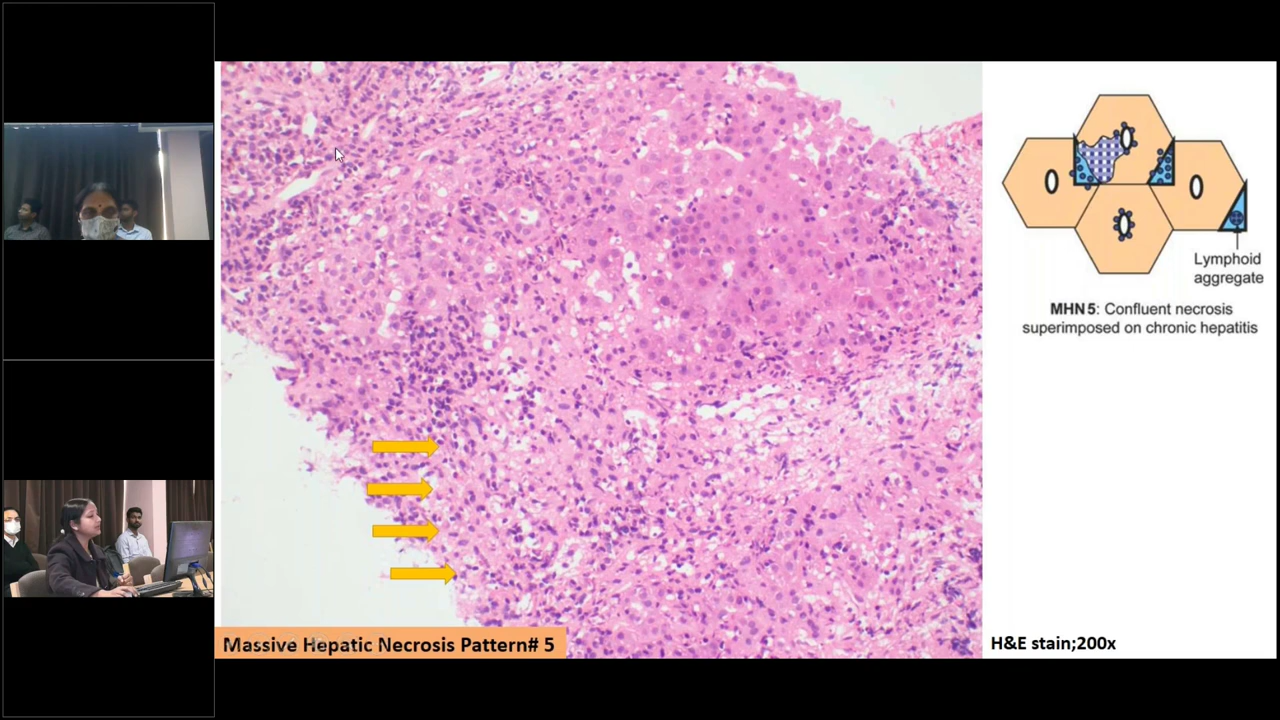 Lymphoid
aggregate
MHN 5: Confluent necrosis
superimposed on chronic hepatitis
Massive Hepatic Necrosis Pattern# 5
H&E stain;200x